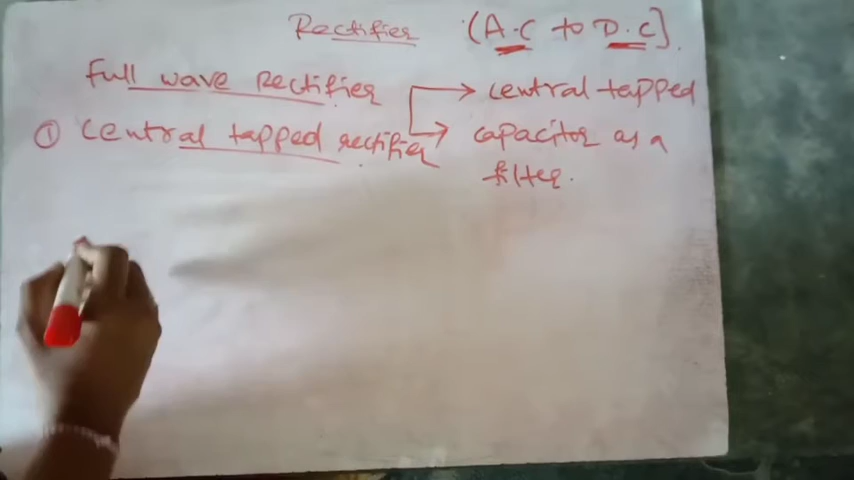 Rectifier (A.C to D.C].
Full wave Rectifier → central tapped
① central tapped rectifier → capacitor as a
filter.